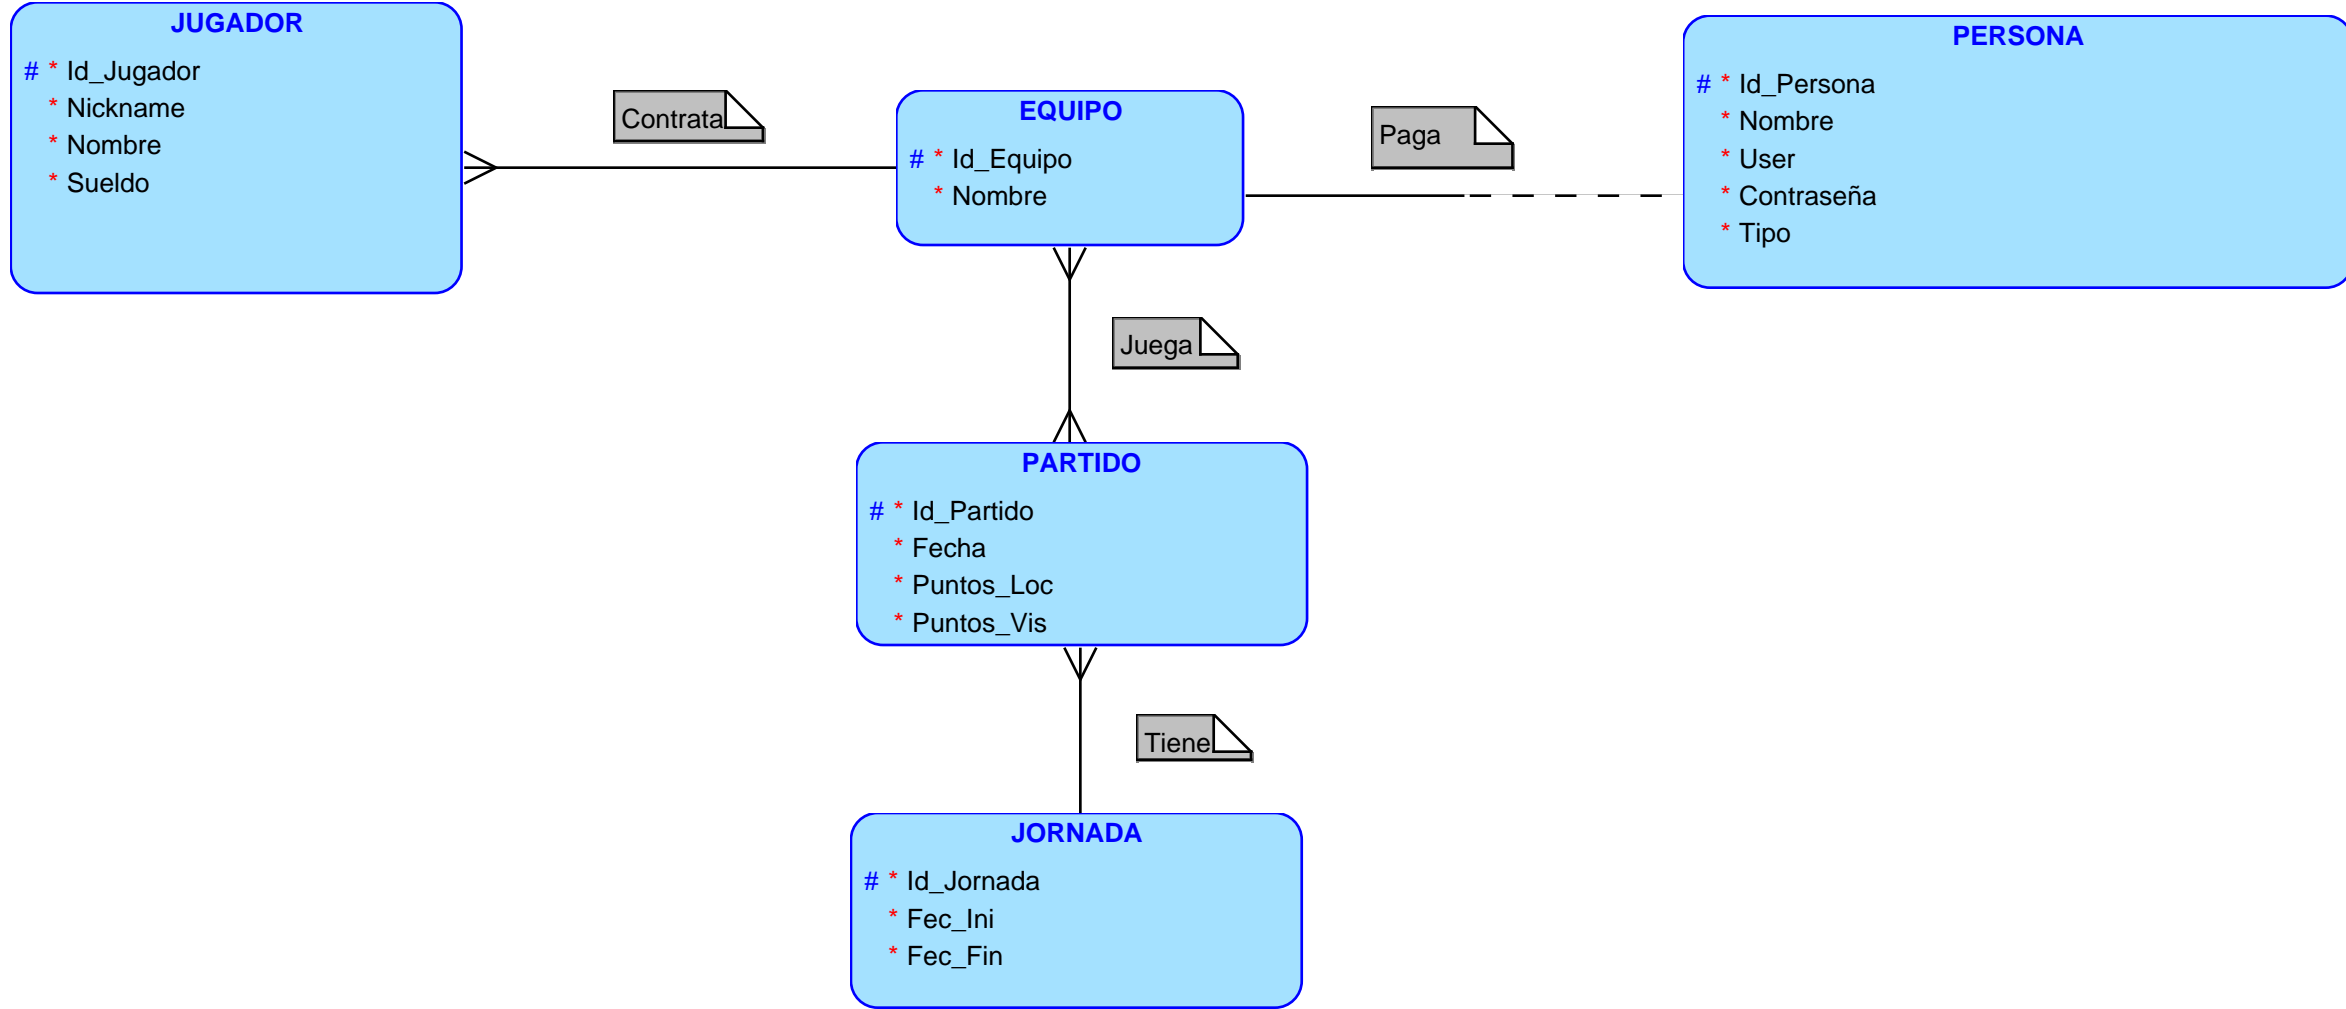 JUGADOR
# * Id_Jugador
* Nickname
* Nombre
* Sueldo
Contrata
EQUIPO
# * Id_Equipo
* Nombre
Paga
PERSONA
# * Id_Persona
* Nombre
* User
* Contraseña
* Tipo
Juega
PARTIDO
# * Id_Partido
* Fecha
* Puntos_Loc
* Puntos_Vis
Tiene
JORNADA
# * Id_Jornada
* Fec_Ini
* Fec_Fin